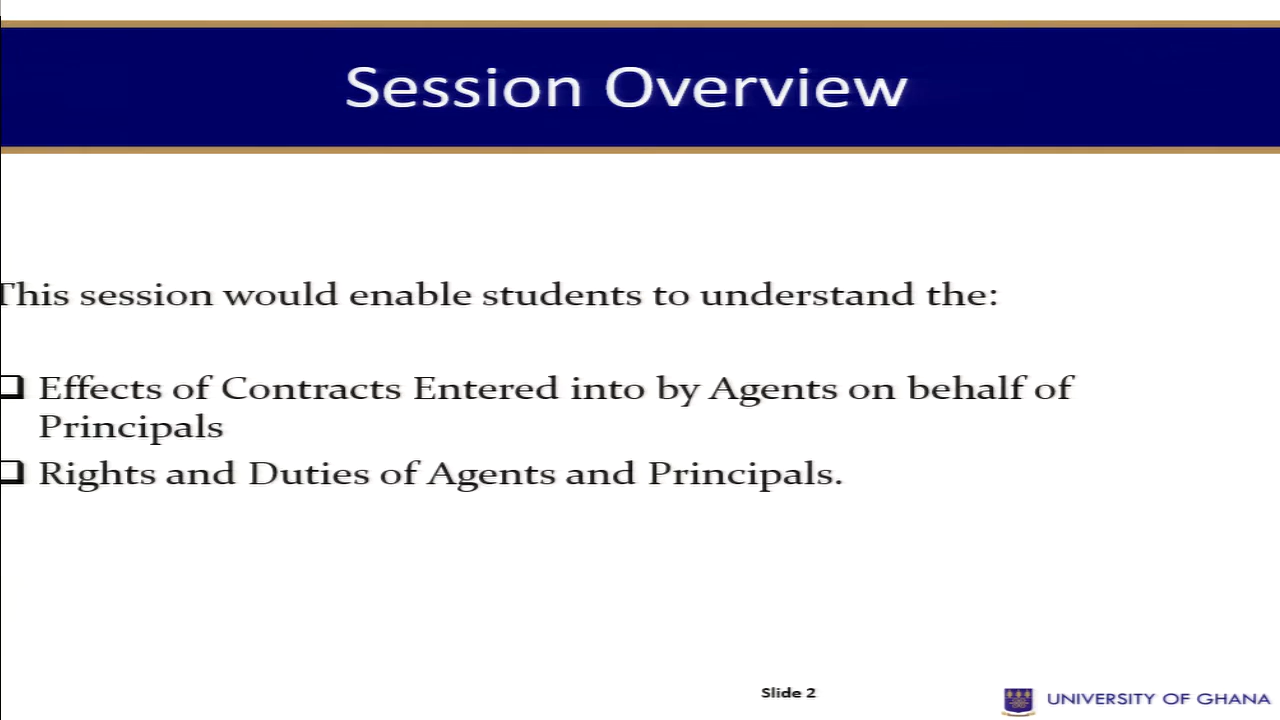 Session Overview
This session would enable students to understand the:
Effects of Contracts Entered into by Agents on behalf of
Principals
Rights and Duties of Agents and Principals.
Slide 2
UNIVERSITY OF GHANA